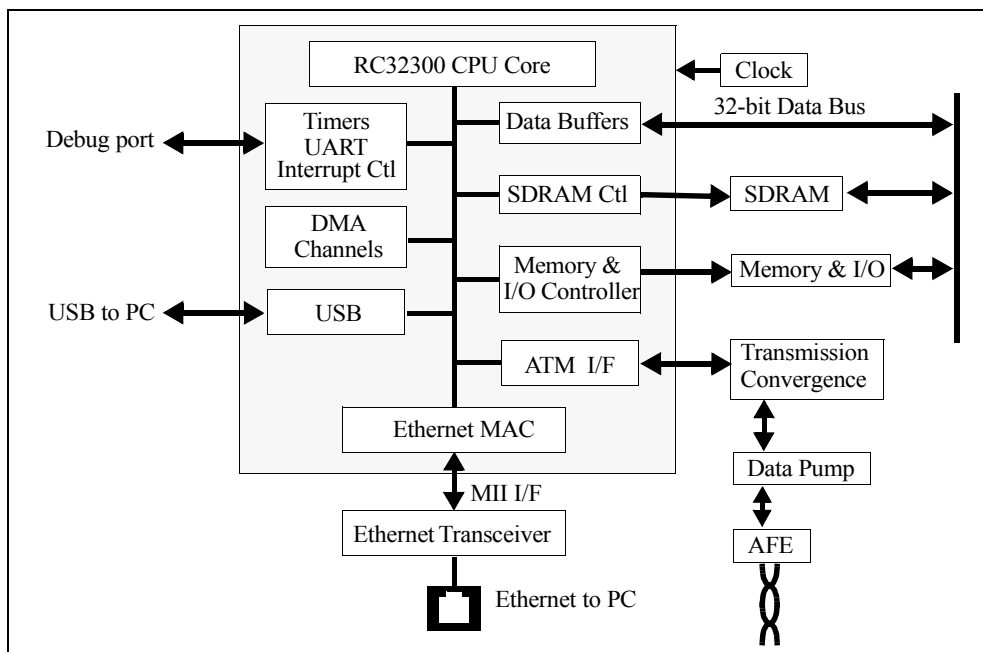 RC32300 CPU Core
Clock
32-bit Data Bus
Debug port
Timers
UART
Interrupt Ctl
Data Buffers
SDRAM Ctl
SDRAM
DMA
Channels
Memory &
I/O Controller
Memory & I/O
USB to PC
USB
ATM I/F
Transmission
Convergence
Ethernet MAC
Data Pump
MII I/F
Ethernet Transceiver
AFE
Ethernet to PC